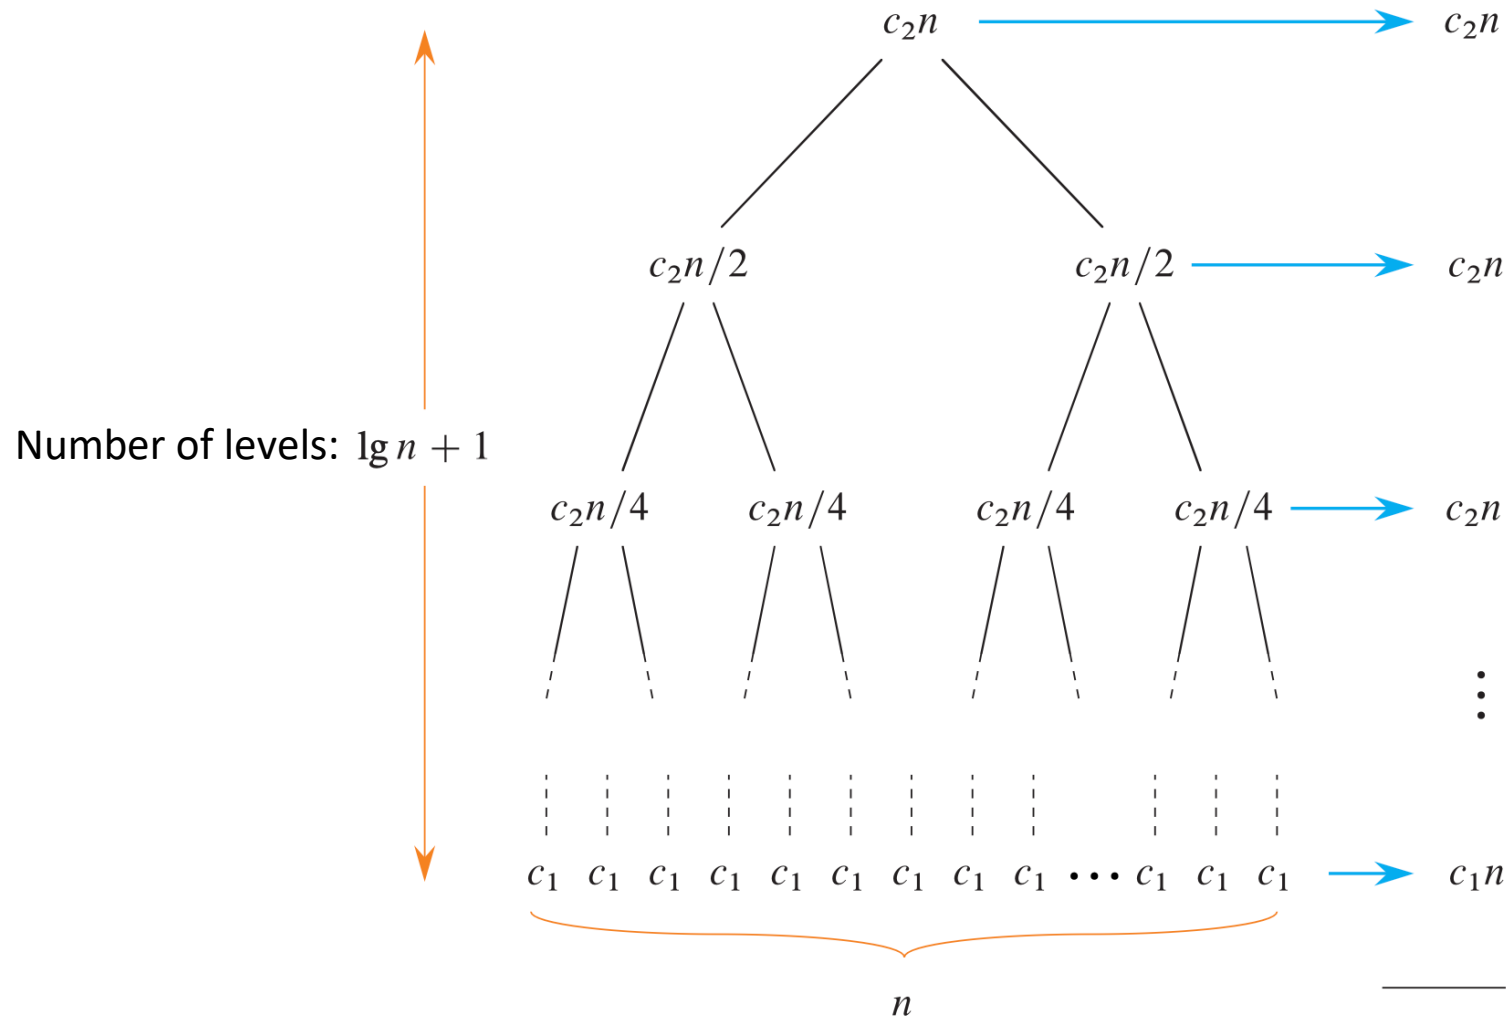 c₂n c₂n
c₂n/2 c₂n/2 c₂n
Number of levels: lg n + 1
c₂n/4 c₂n/4 c₂n/4 c₂n/4 c₂n
⋮
c₁ c₁ c₁ c₁ c₁ c₁ c₁ c₁ c₁ ⋯ c₁ c₁ c₁ c₁n
n